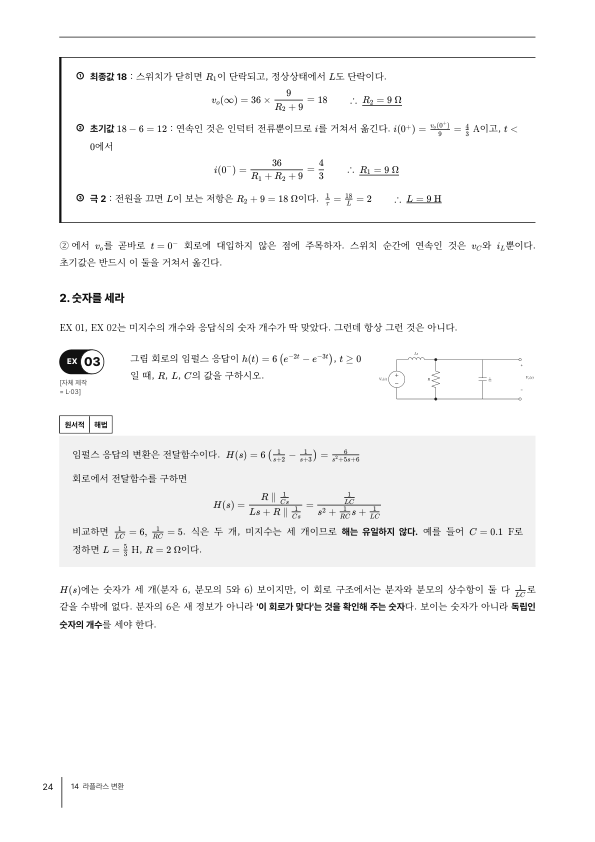 ① 최종값 18 : 스위치가 닫히면 R₁이 단락되고, 정상상태에서 L도 단락이다.
vₒ(∞) = 36 × 9/(R₂ + 9) = 18 ∴ R₂ = 9 Ω
② 초기값 18 − 6 = 12 : 연속인 것은 인덕터 전류뿐이므로 i를 거쳐서 옮긴다. i(0⁺) = vₒ(0⁺)/9 = 4/3 A이고, t <
0에서
i(0⁻) = 36/(R₁ + R₂ + 9) = 4/3 ∴ R₁ = 9 Ω
③ 극 2 : 전원을 끄면 L이 보는 저항은 R₂ + 9 = 18 Ω이다. 1/τ = 18/L = 2 ∴ L = 9 H
②에서 vₒ를 곧바로 t = 0⁻ 회로에 대입하지 않은 점에 주목하자. 스위치 순간에 연속인 것은 v_C와 i_L뿐이다.
초기값은 반드시 이 둘을 거쳐서 옮긴다.
2. 숫자를 세라
EX 01, EX 02는 미지수의 개수와 응답식의 숫자 개수가 딱 맞았다. 그런데 항상 그런 것은 아니다.
EX 03
[자체 제작
≈ L-03]
그림 회로의 임펄스 응답이 h(t) = 6 (e⁻²ᵗ − e⁻³ᵗ), t ≥ 0
일 때, R, L, C의 값을 구하시오.
원서적 해법
임펄스 응답의 변환은 전달함수이다. H(s) = 6 (1/(s+2) − 1/(s+3)) = 6/(s²+5s+6)
회로에서 전달함수를 구하면
H(s) = (R ∥ 1/Cs)/(Ls + R ∥ 1/Cs) = (1/LC)/(s² + (1/RC)s + 1/LC)
비교하면 1/LC = 6, 1/RC = 5. 식은 두 개, 미지수는 세 개이므로 해는 유일하지 않다. 예를 들어 C = 0.1 F로
정하면 L = 5/3 H, R = 2 Ω이다.
H(s)에는 숫자가 세 개(분자 6, 분모의 5와 6) 보이지만, 이 회로 구조에서는 분자와 분모의 상수항이 둘 다 1/LC로
같을 수밖에 없다. 분자의 6은 새 정보가 아니라 '이 회로가 맞다'는 것을 확인해 주는 숫자다. 보이는 숫자가 아니라 독립인
숫자의 개수를 세야 한다.
24 14 라플라스 변환